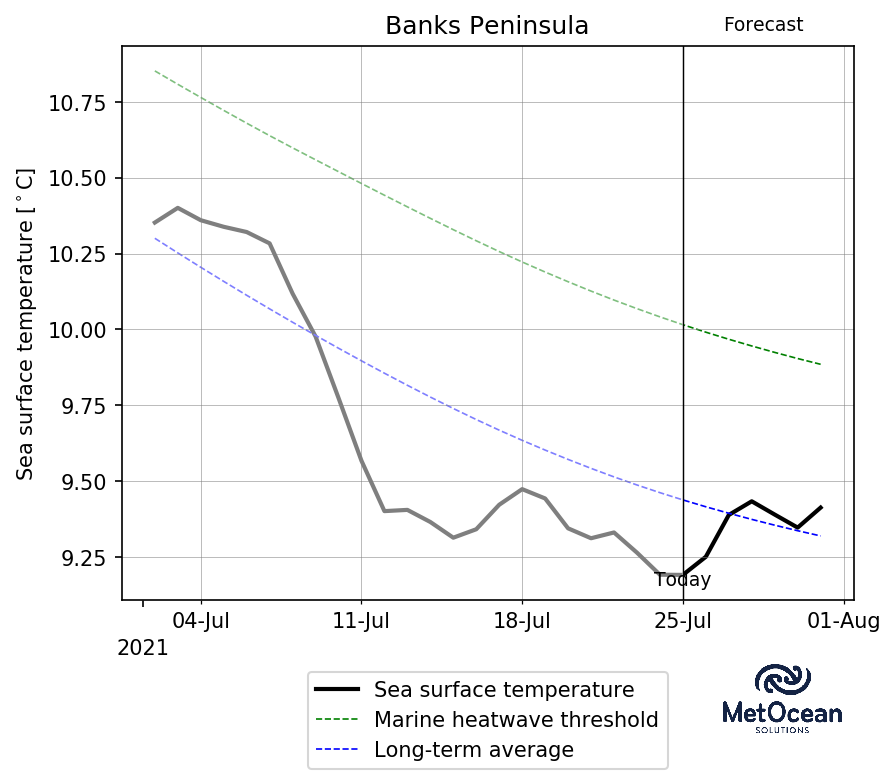 Banks Peninsula
Forecast
Sea surface temperature [°C]
10.75
10.50
10.25
10.00
9.75
9.50
9.25
Today
04-Jul
11-Jul
18-Jul
25-Jul
01-Aug
2021
Sea surface temperature
Marine heatwave threshold
Long-term average
MetOcean
SOLUTIONS